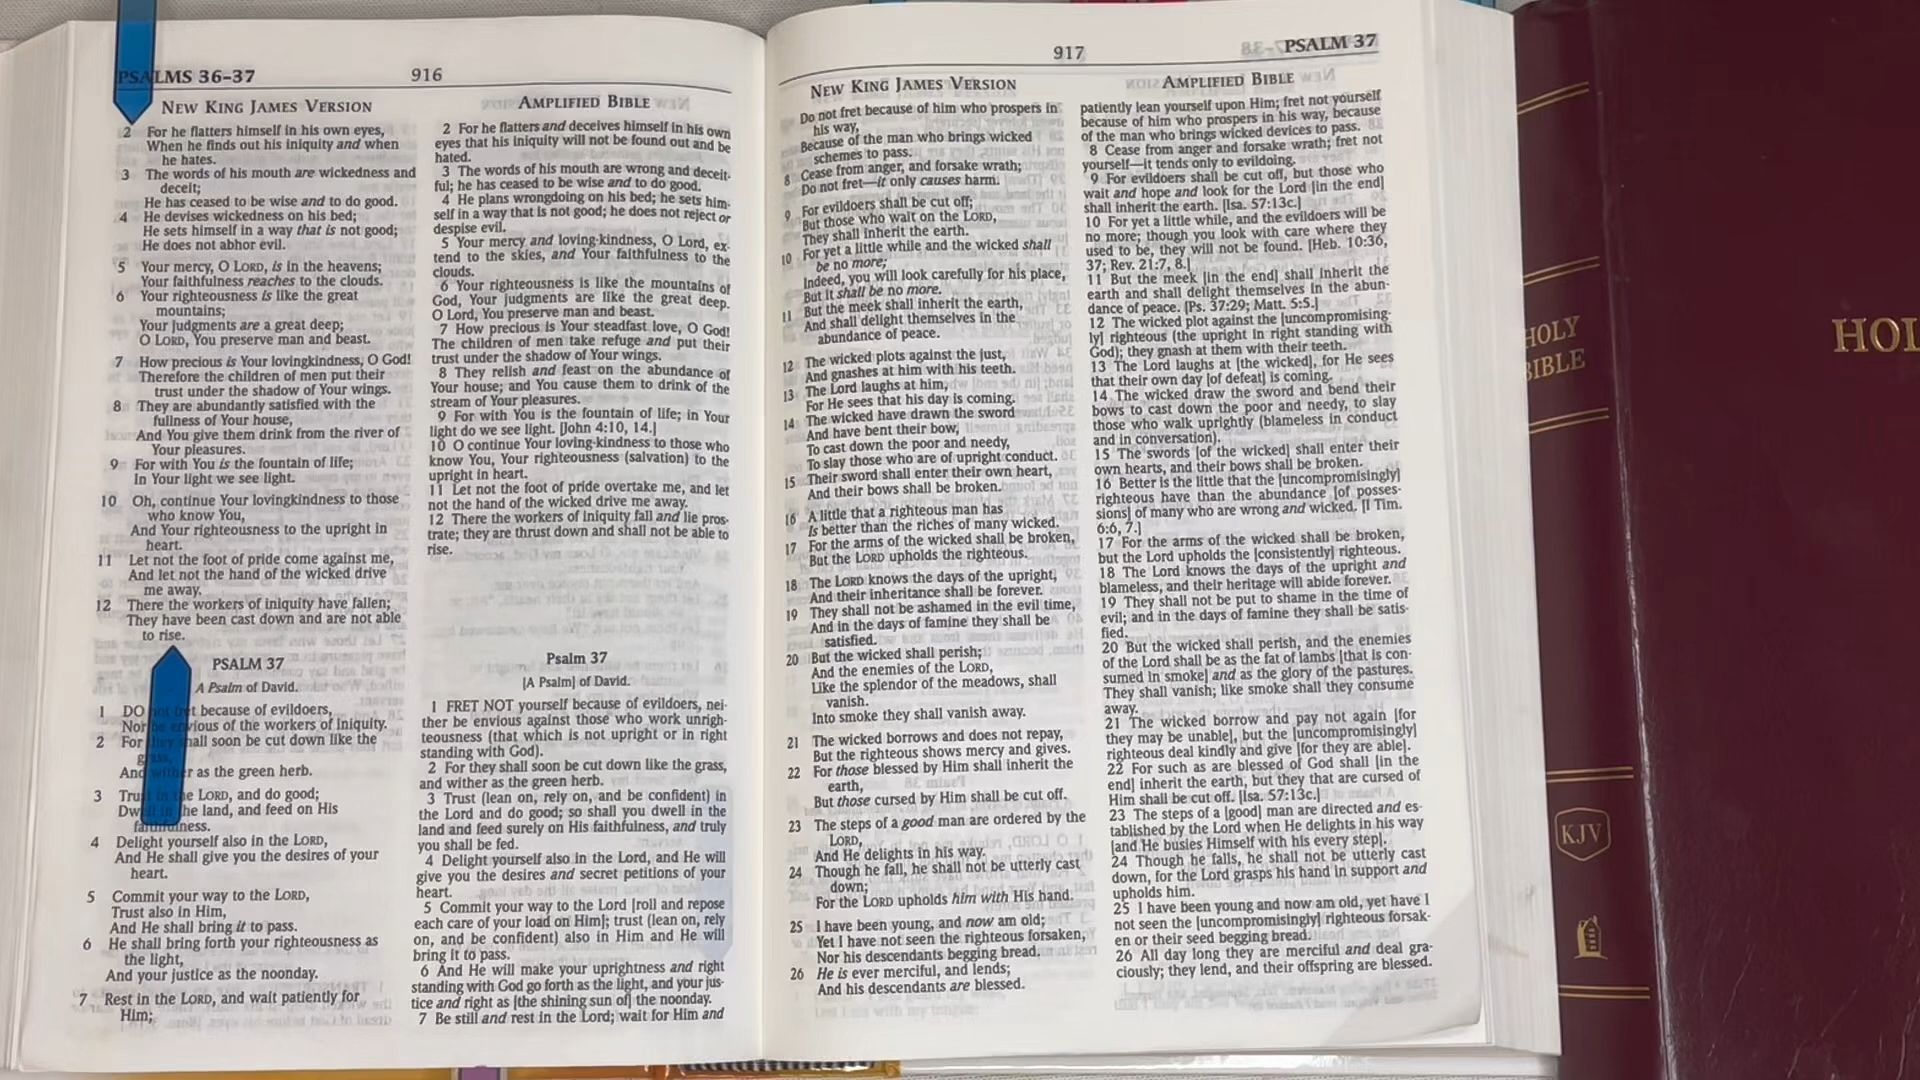 PSALMS 36–37
916
NEW KING JAMES VERSION
2 For he flatters himself in his own eyes,
When he finds out his iniquity and when
he hates.
3 The words of his mouth are wickedness and
deceit;
He has ceased to be wise and to do good.
4 He devises wickedness on his bed;
He sets himself in a way that is not good;
He does not abhor evil.
5 Your mercy, O LORD, is in the heavens;
Your faithfulness reaches to the clouds.
6 Your righteousness is like the great
mountains;
Your judgments are a great deep;
O LORD, You preserve man and beast.
7 How precious is Your lovingkindness, O God!
Therefore the children of men put their
trust under the shadow of Your wings.
8 They are abundantly satisfied with the
fullness of Your house,
And You give them drink from the river of
Your pleasures.
9 For with You is the fountain of life;
In Your light we see light.
10 Oh, continue Your lovingkindness to those
who know You,
And Your righteousness to the upright in
heart.
11 Let not the foot of pride come against me,
And let not the hand of the wicked drive
me away.
12 There the workers of iniquity have fallen;
They have been cast down and are not able
to rise.
PSALM 37
A Psalm of David.
1 DO not fret because of evildoers,
Nor be envious of the workers of iniquity.
2 For they shall soon be cut down like the
grass,
And wither as the green herb.
3 Trust in the LORD, and do good;
Dwell in the land, and feed on His
faithfulness.
4 Delight yourself also in the LORD,
And He shall give you the desires of your
heart.
5 Commit your way to the LORD,
Trust also in Him,
And He shall bring it to pass.
6 He shall bring forth your righteousness as
the light,
And your justice as the noonday.
7 Rest in the LORD, and wait patiently for
Him;
AMPLIFIED BIBLE
2 For he flatters and deceives himself in his own
eyes that his iniquity will not be found out and be
hated.
3 The words of his mouth are wrong and deceit-
ful; he has ceased to be wise and to do good.
4 He plans wrongdoing on his bed; he sets him-
self in a way that is not good; he does not reject or
despise evil.
5 Your mercy and loving-kindness, O Lord, ex-
tend to the skies, and Your faithfulness to the
clouds.
6 Your righteousness is like the mountains of
God, Your judgments are like the great deep.
O Lord, You preserve man and beast.
7 How precious is Your steadfast love, O God!
The children of men take refuge and put their
trust under the shadow of Your wings.
8 They relish and feast on the abundance of
Your house; and You cause them to drink of the
stream of Your pleasures.
9 For with You is the fountain of life; in Your
light do we see light. [John 4:10, 14.]
10 O continue Your loving-kindness to those who
know You, Your righteousness (salvation) to the
upright in heart.
11 Let not the foot of pride overtake me, and let
not the hand of the wicked drive me away.
12 There the workers of iniquity fall and lie pros-
trate; they are thrust down and shall not be able to
rise.
Psalm 37
[A Psalm] of David.
1 FRET NOT yourself because of evildoers, nei-
ther be envious against those who work unrigh-
teousness (that which is not upright or in right
standing with God).
2 For they shall soon be cut down like the grass,
and wither as the green herb.
3 Trust (lean on, rely on, and be confident) in
the Lord and do good; so shall you dwell in the
land and feed surely on His faithfulness, and truly
you shall be fed.
4 Delight yourself also in the Lord, and He will
give you the desires and secret petitions of your
heart.
5 Commit your way to the Lord [roll and repose
each care of your load on Him]; trust (lean on, rely
on, and be confident) also in Him and He will
bring it to pass.
6 And He will make your uprightness and right
standing with God go forth as the light, and your jus-
tice and right as [the shining sun of] the noonday.
7 Be still and rest in the Lord; wait for Him and
917
PSALM 37
NEW KING JAMES VERSION
Do not fret because of him who prospers in
his way,
Because of the man who brings wicked
schemes to pass.
8 Cease from anger, and forsake wrath;
Do not fret—it only causes harm.
9 For evildoers shall be cut off;
But those who wait on the LORD,
They shall inherit the earth.
10 For yet a little while and the wicked shall
be no more;
Indeed, you will look carefully for his place,
But it shall be no more.
11 But the meek shall inherit the earth,
And shall delight themselves in the
abundance of peace.
12 The wicked plots against the just,
And gnashes at him with his teeth.
13 The Lord laughs at him,
For He sees that his day is coming.
14 The wicked have drawn the sword
And have bent their bow,
To cast down the poor and needy,
To slay those who are of upright conduct.
15 Their sword shall enter their own heart,
And their bows shall be broken.
16 A little that a righteous man has
Is better than the riches of many wicked.
17 For the arms of the wicked shall be broken,
But the LORD upholds the righteous.
18 The LORD knows the days of the upright,
And their inheritance shall be forever.
19 They shall not be ashamed in the evil time,
And in the days of famine they shall be
satisfied.
20 But the wicked shall perish;
And the enemies of the LORD,
Like the splendor of the meadows, shall
vanish.
Into smoke they shall vanish away.
21 The wicked borrows and does not repay,
But the righteous shows mercy and gives.
22 For those blessed by Him shall inherit the
earth,
But those cursed by Him shall be cut off.
23 The steps of a good man are ordered by the
LORD,
And He delights in his way.
24 Though he fall, he shall not be utterly cast
down;
For the LORD upholds him with His hand.
25 I have been young, and now am old;
Yet I have not seen the righteous forsaken,
Nor his descendants begging bread.
26 He is ever merciful, and lends;
And his descendants are blessed.
AMPLIFIED BIBLE
patiently lean yourself upon Him; fret not yourself
because of him who prospers in his way, because
of the man who brings wicked devices to pass.
8 Cease from anger and forsake wrath; fret not
yourself—it tends only to evildoing.
9 For evildoers shall be cut off, but those who
wait and hope and look for the Lord [in the end]
shall inherit the earth. [Isa. 57:13c.]
10 For yet a little while, and the evildoers will be
no more; though you look with care where they
used to be, they will not be found. [Heb. 10:36,
37; Rev. 21:7, 8.]
11 But the meek [in the end] shall inherit the
earth and shall delight themselves in the abun-
dance of peace. [Ps. 37:29; Matt. 5:5.]
12 The wicked plot against the [uncompromising-
ly] righteous (the upright in right standing with
God); they gnash at them with their teeth.
13 The Lord laughs at [the wicked], for He sees
that their own day [of defeat] is coming.
14 The wicked draw the sword and bend their
bows to cast down the poor and needy, to slay
those who walk uprightly (blameless in conduct
and in conversation).
15 The swords [of the wicked] shall enter their
own hearts, and their bows shall be broken.
16 Better is the little that the [uncompromisingly]
righteous have than the abundance [of posses-
sions] of many who are wrong and wicked. [I Tim.
6:6, 7.]
17 For the arms of the wicked shall be broken,
but the Lord upholds the [consistently] righteous.
18 The Lord knows the days of the upright and
blameless, and their heritage will abide forever.
19 They shall not be put to shame in the time of
evil; and in the days of famine they shall be satis-
fied.
20 But the wicked shall perish, and the enemies
of the Lord shall be as the fat of lambs [that is con-
sumed in smoke] and as the glory of the pastures.
They shall vanish; like smoke shall they consume
away.
21 The wicked borrow and pay not again [for
they may be unable], but the [uncompromisingly]
righteous deal kindly and give [for they are able].
22 For such as are blessed of God shall [in the
end] inherit the earth, but they that are cursed of
Him shall be cut off. [Isa. 57:13c.]
23 The steps of a [good] man are directed and es-
tablished by the Lord when He delights in his way
[and He busies Himself with his every step].
24 Though he falls, he shall not be utterly cast
down, for the Lord grasps his hand in support and
upholds him.
25 I have been young and now am old, yet have I
not seen the [uncompromisingly] righteous forsak-
en or their seed begging bread.
26 All day long they are merciful and deal gra-
ciously; they lend, and their offspring are blessed.
HOLY
BIBLE
KJV
HOL